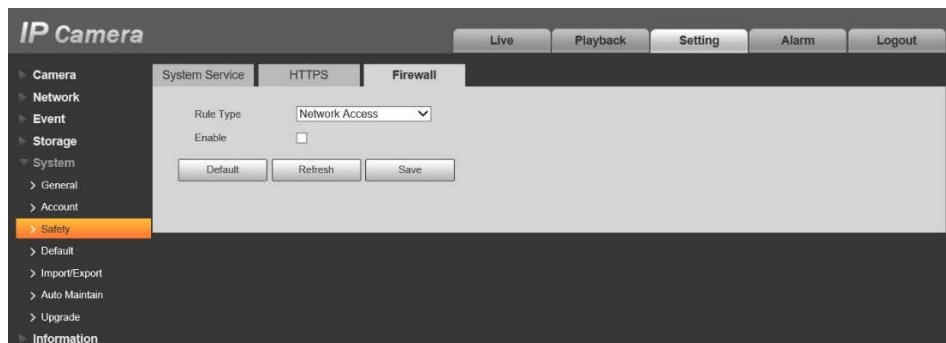 IP Camera
Live Playback Setting Alarm Logout
Camera
Network
Event
Storage
System
General
Account
Safety
Default
Import/Export
Auto Maintain
Upgrade
Information
System Service HTTPS Firewall
Rule Type Network Access
Enable
Default Refresh Save